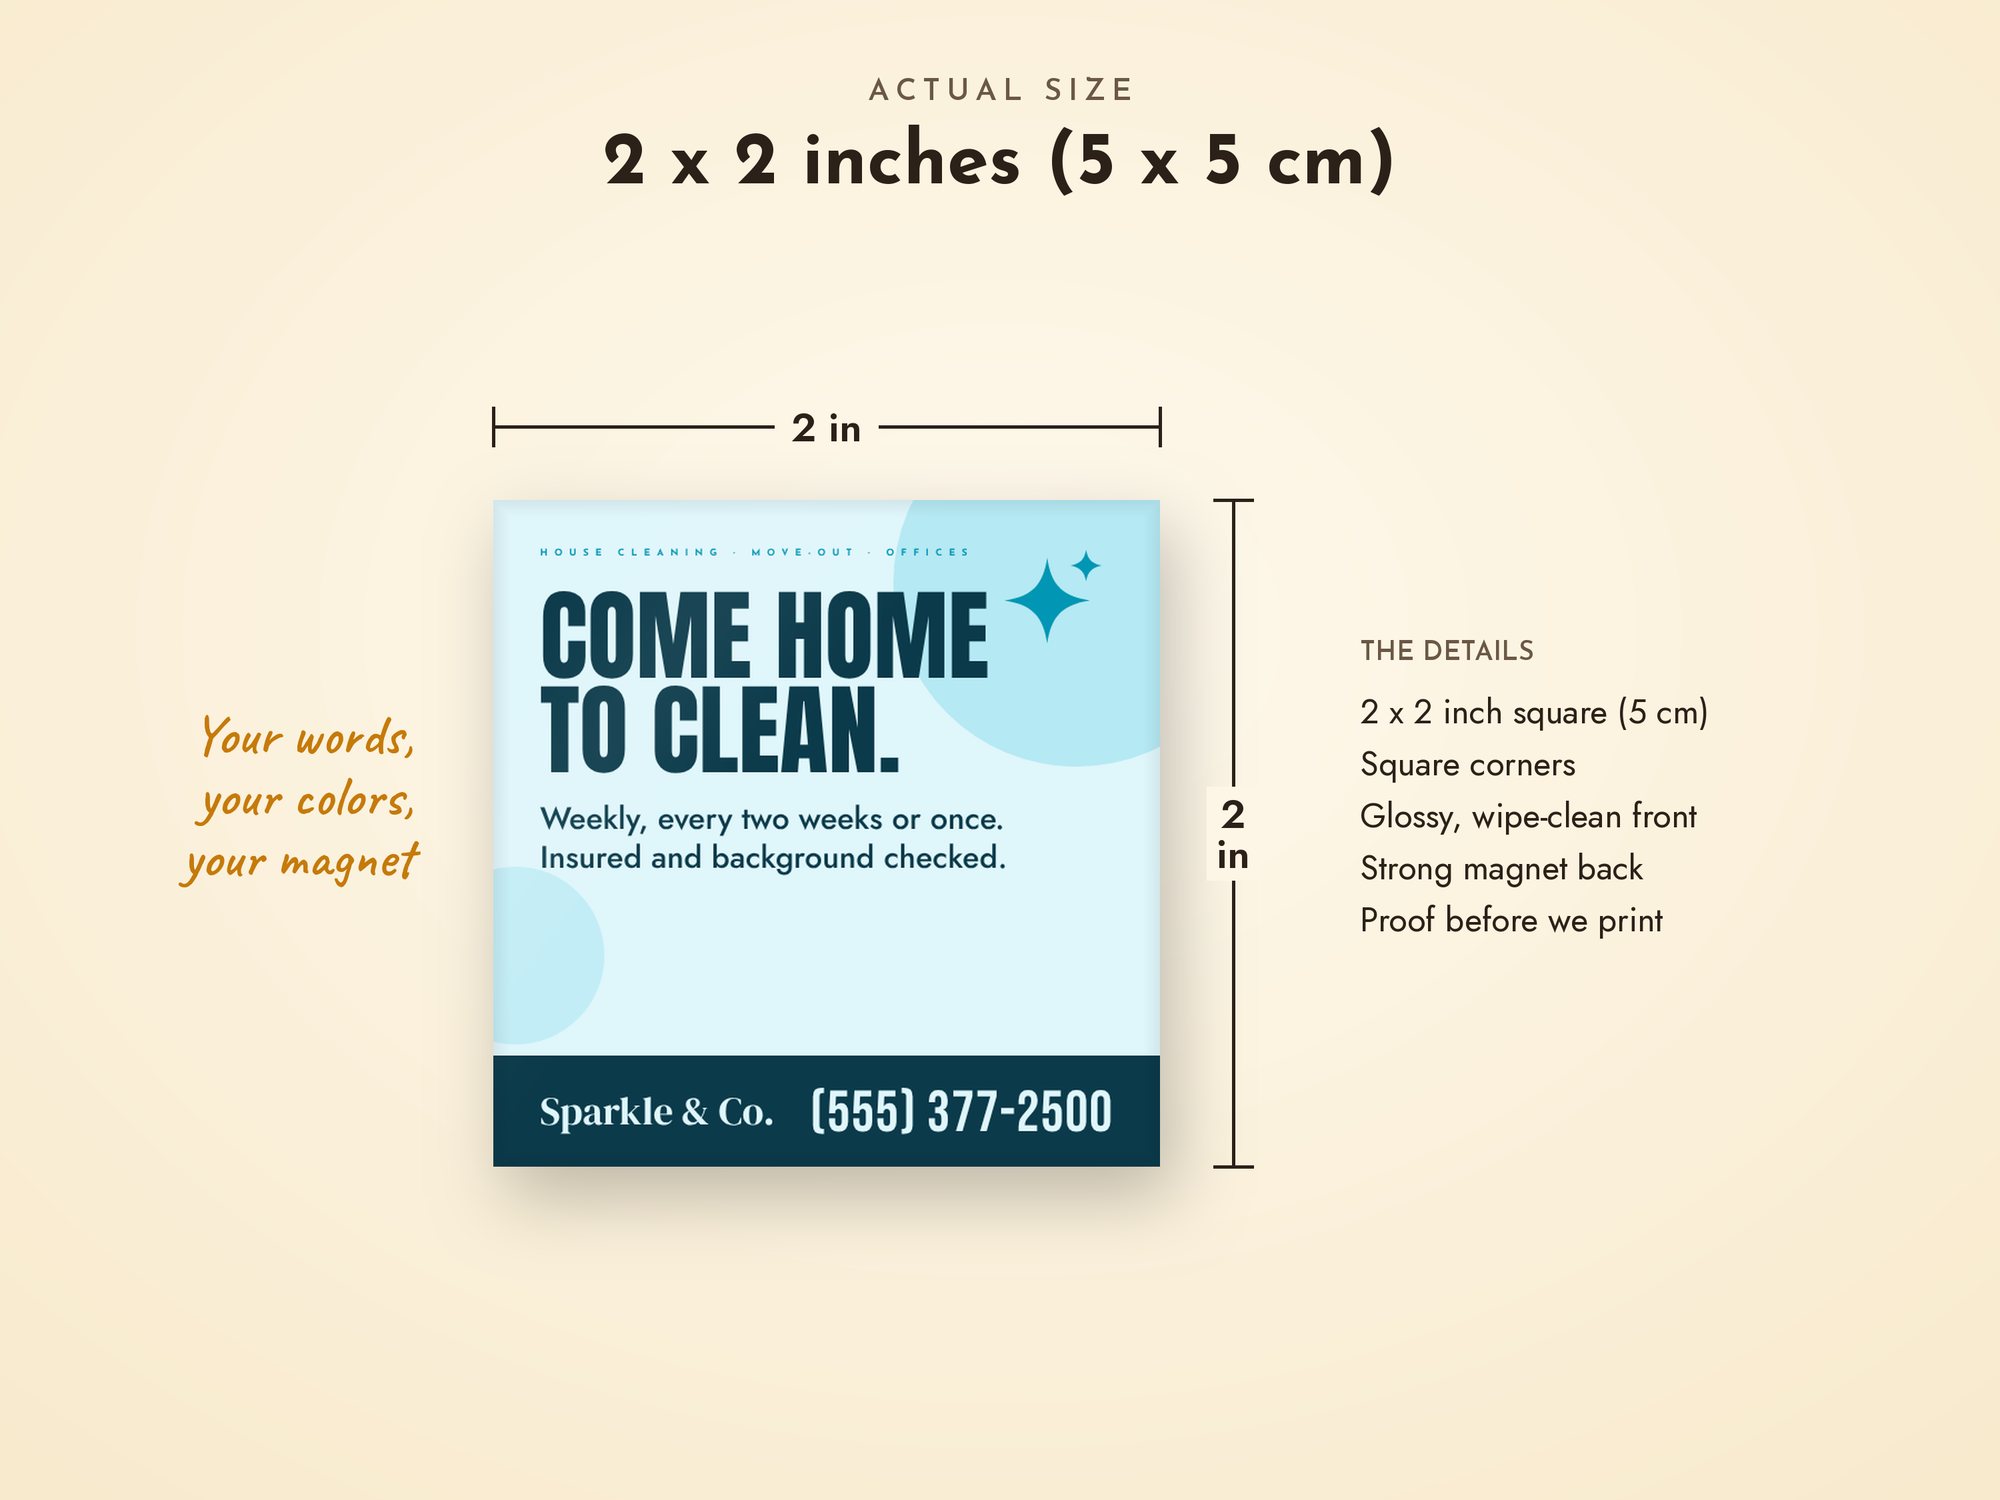 ACTUAL SIZE
2 x 2 inches (5 x 5 cm)
2 in
HOUSE CLEANING · MOVE-OUT · OFFICES
COME HOME
TO CLEAN.
Weekly, every two weeks or once.
Insured and background checked.
Sparkle & Co. (555) 377-2500
2
in
Your words,
your colors,
your magnet
THE DETAILS
2 x 2 inch square (5 cm)
Square corners
Glossy, wipe-clean front
Strong magnet back
Proof before we print